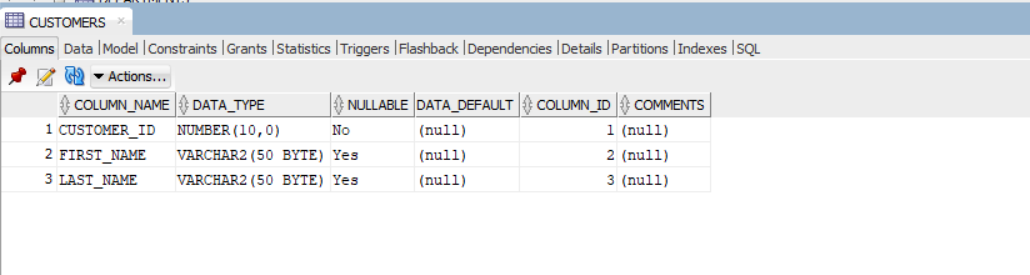 CUSTOMERS ×
Columns Data |Model |Constraints |Grants |Statistics |Triggers |Flashback |Dependencies |Details |Partitions |Indexes |SQL
Actions...
COLUMN_NAME DATA_TYPE NULLABLE DATA_DEFAULT COLUMN_ID COMMENTS
1 CUSTOMER_ID NUMBER(10,0) No (null) 1 (null)
2 FIRST_NAME VARCHAR2(50 BYTE) Yes (null) 2 (null)
3 LAST_NAME VARCHAR2(50 BYTE) Yes (null) 3 (null)